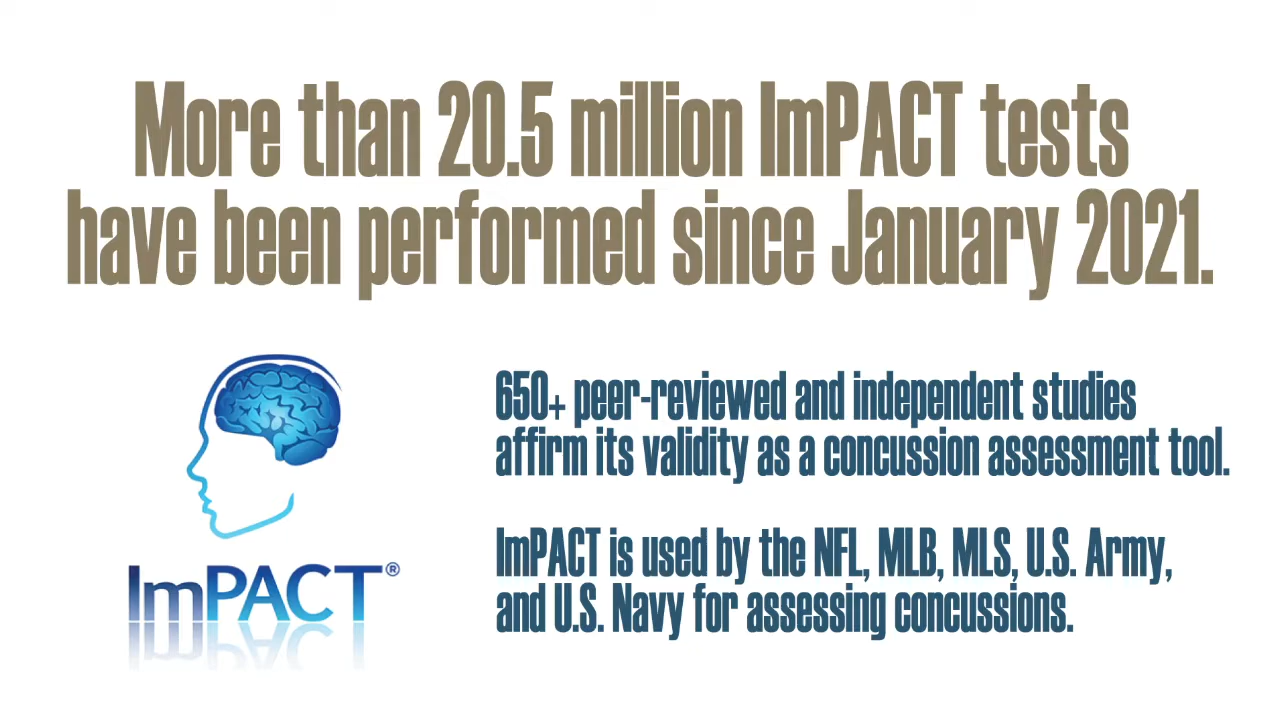 More than 20.5 million ImPACT tests
have been performed since January 2021.
650+ peer-reviewed and independent studies
affirm its validity as a concussion assessment tool.
ImPACT®
ImPACT is used by the NFL, MLB, MLS, U.S. Army,
and U.S. Navy for assessing concussions.